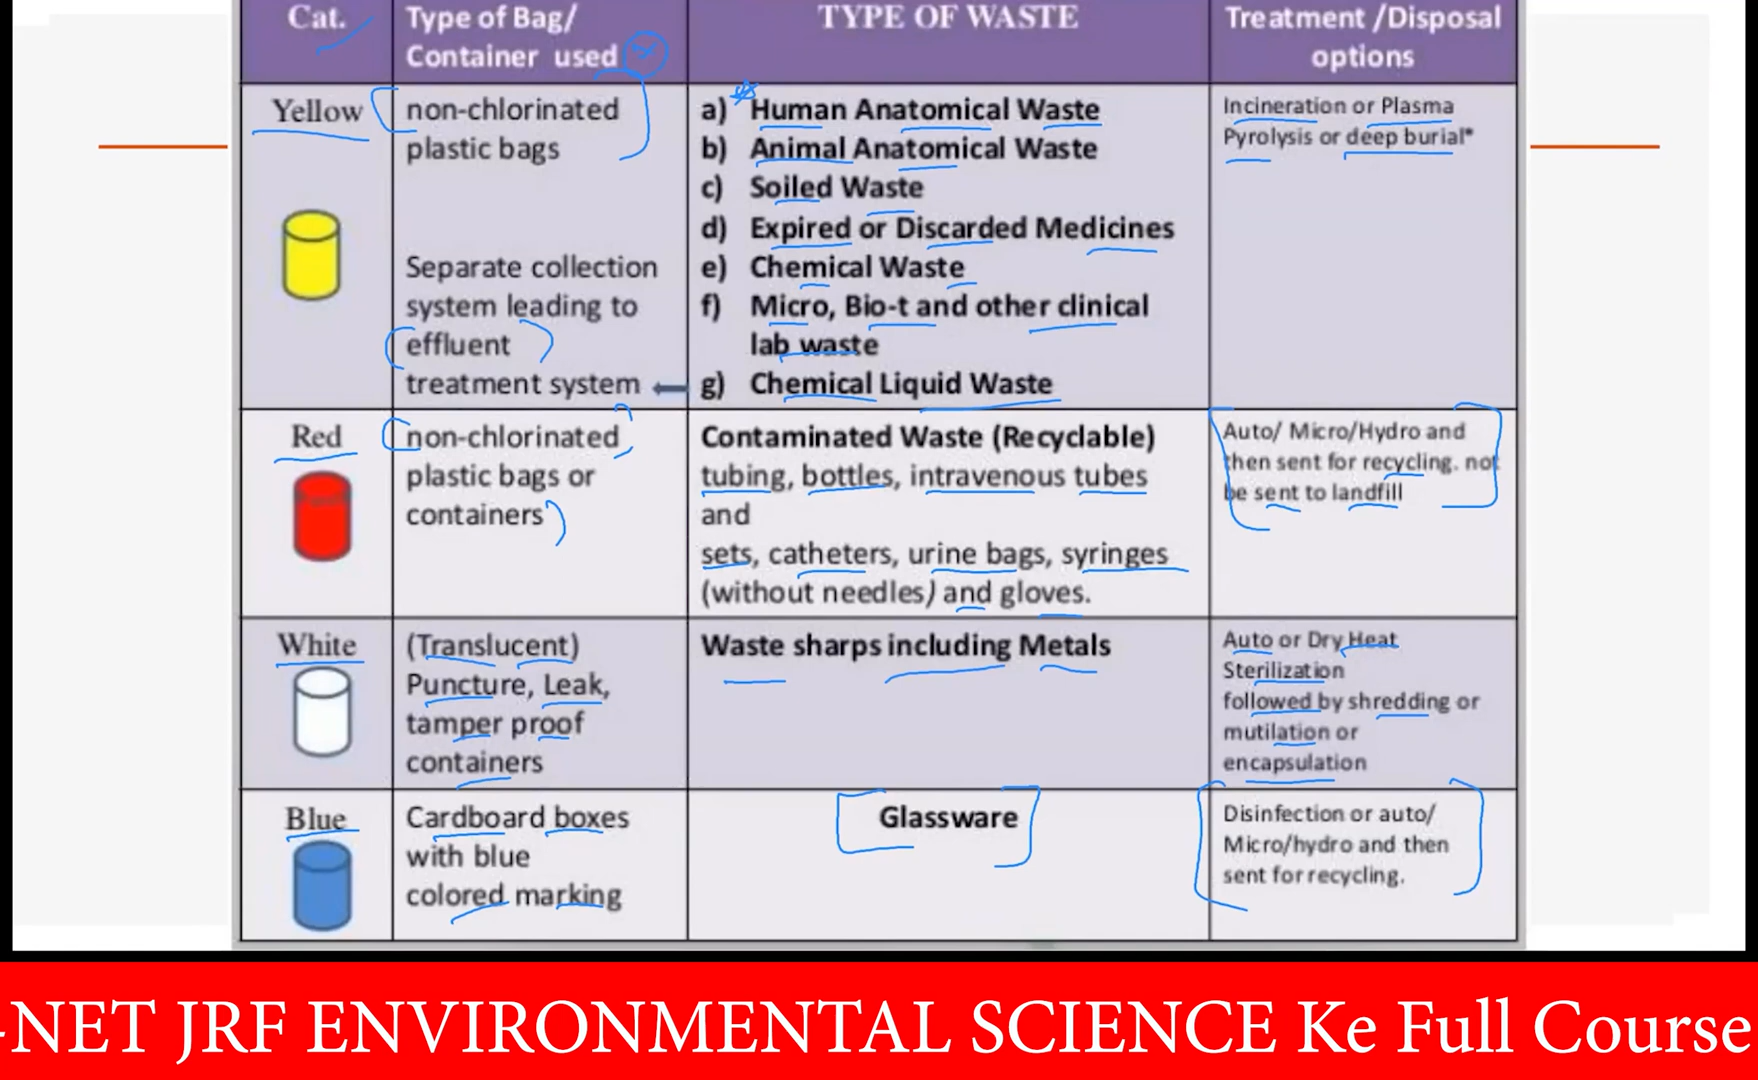 Cat.
Type of Bag/
Container used
TYPE OF WASTE
Treatment /Disposal
options
Yellow
non-chlorinated
plastic bags
Separate collection
system leading to
effluent
treatment system
a) Human Anatomical Waste
b) Animal Anatomical Waste
c) Soiled Waste
d) Expired or Discarded Medicines
e) Chemical Waste
f) Micro, Bio-t and other clinical
lab waste
g) Chemical Liquid Waste
Incineration or Plasma
Pyrolysis or deep burial*
Red
non-chlorinated
plastic bags or
containers
Contaminated Waste (Recyclable)
tubing, bottles, intravenous tubes
and
sets, catheters, urine bags, syringes
(without needles) and gloves.
Auto/ Micro/Hydro and
then sent for recycling. not
be sent to landfill
White
(Translucent)
Puncture, Leak,
tamper proof
containers
Waste sharps including Metals
Auto or Dry Heat
Sterilization
followed by shredding or
mutilation or
encapsulation
Blue
Cardboard boxes
with blue
colored marking
Glassware
Disinfection or auto/
Micro/hydro and then
sent for recycling.
-NET JRF ENVIRONMENTAL SCIENCE Ke Full Course